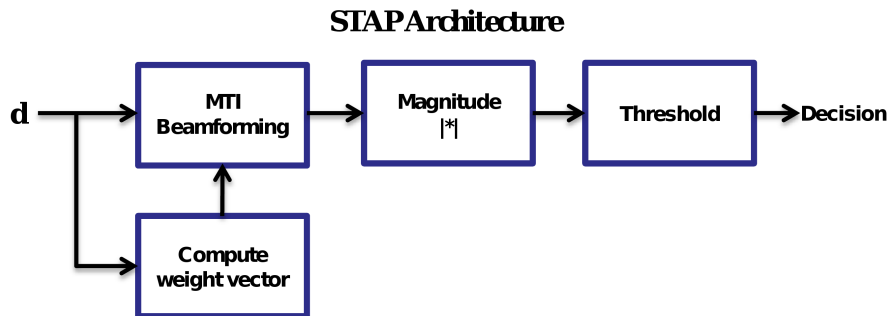 STAP Architecture
d
MTI
Beamforming
Magnitude
|*|
Threshold
Decision
Compute
weight vector